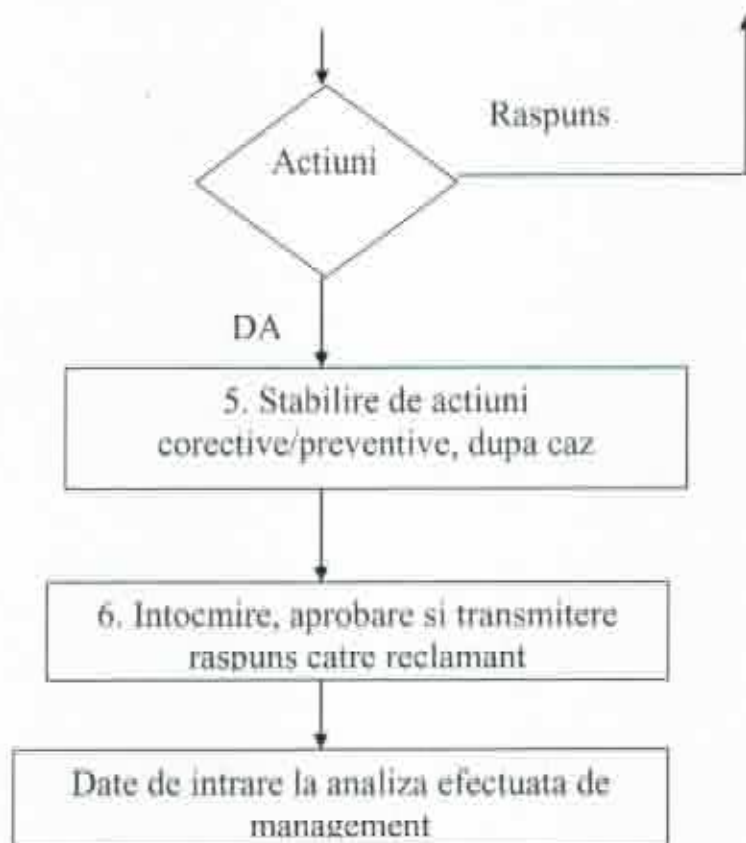 Raspuns
Actiuni
DA
5. Stabilire de actiuni
corective/preventive, dupa caz
6. Intocmire, aprobare si transmitere
raspuns catre reclamant
Date de intrare la analiza efectuata de
management